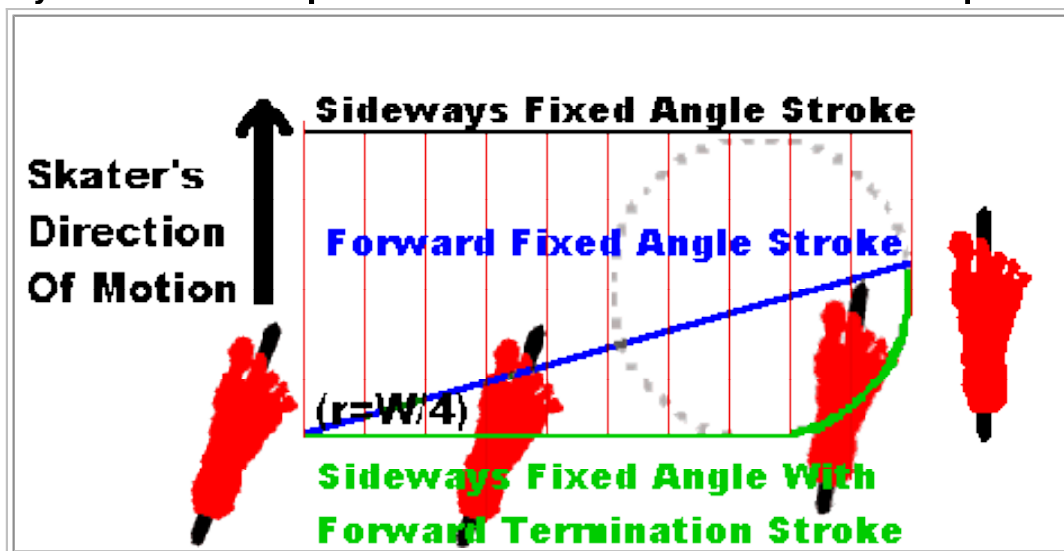 Sideways Fixed Angle Stroke
Skater's
Direction
Of Motion
Forward Fixed Angle Stroke
(r=W/4)
Sideways Fixed Angle With
Forward Termination Stroke